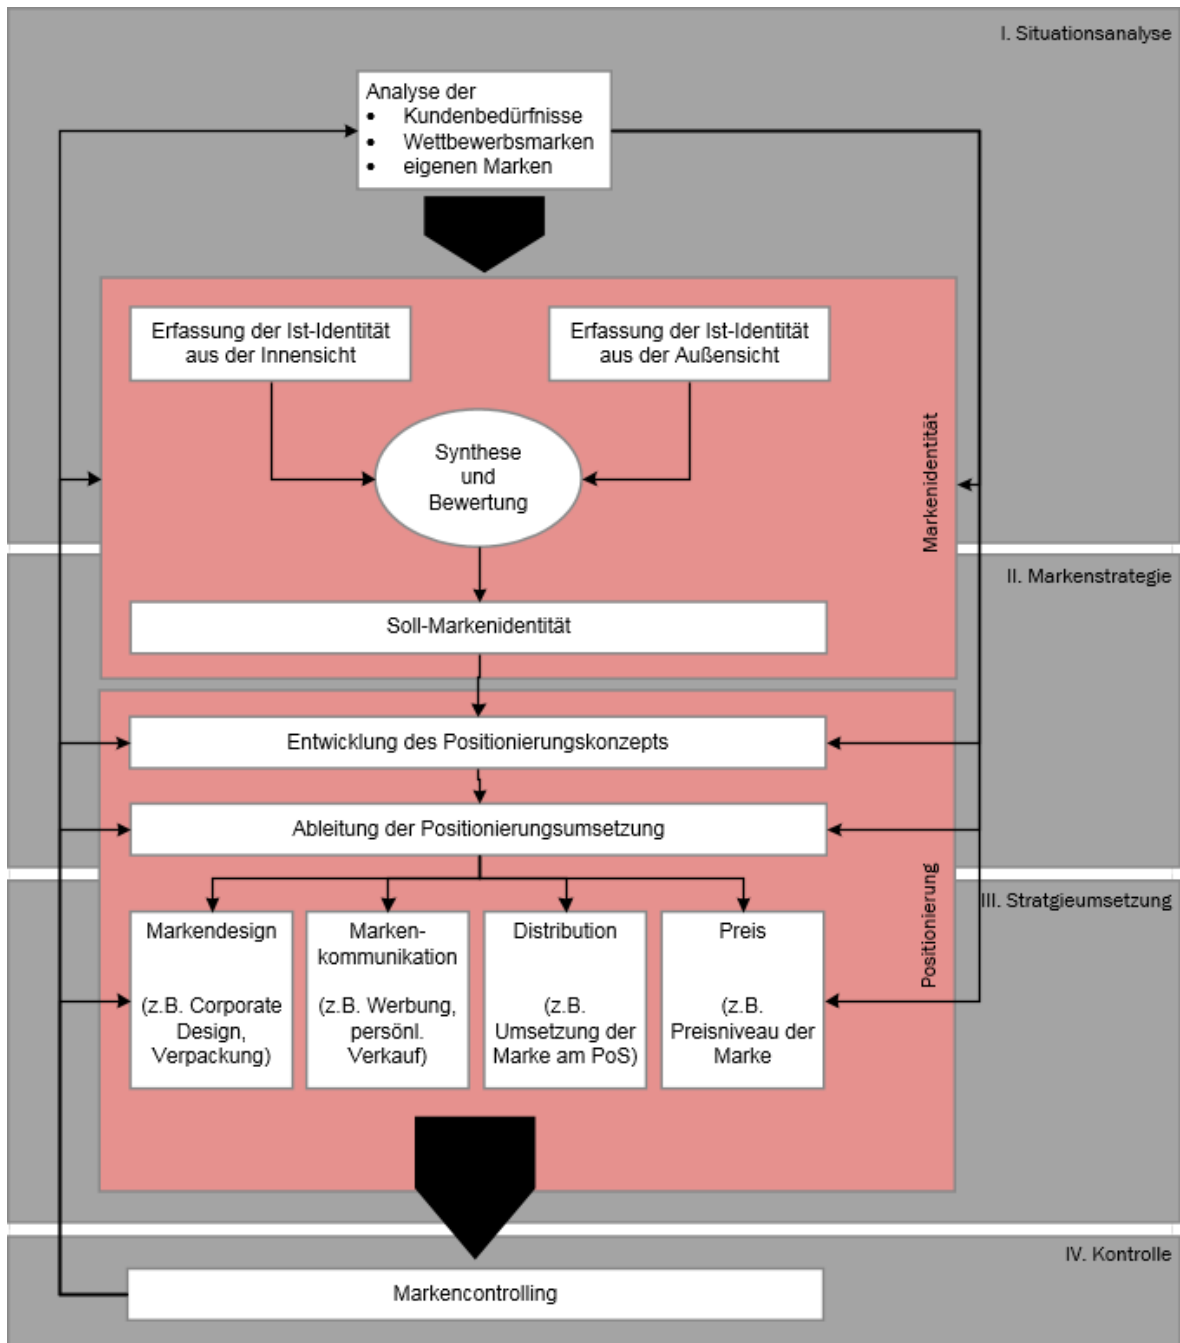 I. Situationsanalyse
Analyse der
• Kundenbedürfnisse
• Wettbewerbsmarken
• eigenen Marken
Erfassung der Ist-Identität
aus der Innensicht
Erfassung der Ist-Identität
aus der Außensicht
Synthese
und
Bewertung
Markenidentität
II. Markenstrategie
Soll-Markenidentität
Entwicklung des Positionierungskonzepts
Ableitung der Positionierungsumsetzung
Positionierung
III. Stratgieumsetzung
Markendesign
(z.B. Corporate
Design,
Verpackung)
Marken-
kommunikation
(z.B. Werbung,
persönl.
Verkauf)
Distribution
(z.B.
Umsetzung der
Marke am PoS)
Preis
(z.B.
Preisniveau der
Marke
IV. Kontrolle
Markencontrolling